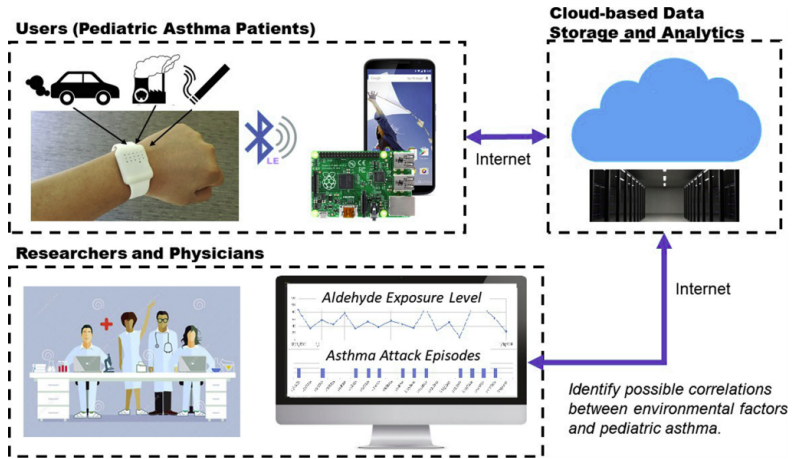 Users (Pediatric Asthma Patients)
Cloud-based Data
Storage and Analytics
LE
Internet
Researchers and Physicians
Internet
Aldehyde Exposure Level
Asthma Attack Episodes
Identify possible correlations
between environmental factors
and pediatric asthma.